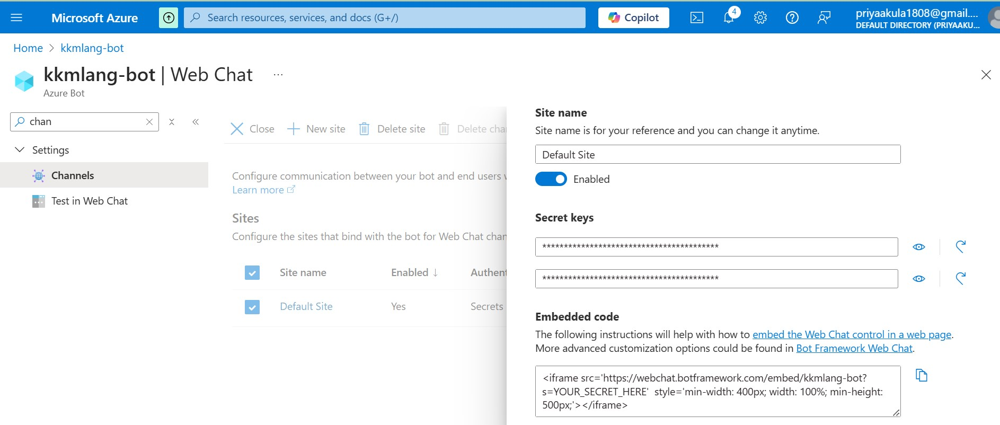 Microsoft Azure
Search resources, services, and docs (G+/)
Copilot
4
priyaakula1808@gmail....
DEFAULT DIRECTORY (PRIYAAKU...
Home > kkmlang-bot
kkmlang-bot | Web Chat ...
Azure Bot
chan
Settings
Channels
Test in Web Chat
Close
New site
Delete site
Delete cha
Configure communication between your bot and end users
Learn more
Sites
Configure the sites that bind with the bot for Web Chat chan
Site name Enabled ↓ Authent
Default Site Yes Secrets
Site name
Site name is for your reference and you can change it anytime.
Default Site
Enabled
Secret keys
*****************************************
*****************************************
Embedded code
The following instructions will help with how to embed the Web Chat control in a web page.
More advanced customization options could be found in Bot Framework Web Chat.
<iframe src='https://webchat.botframework.com/embed/kkmlang-bot?
s=YOUR_SECRET_HERE'  style='min-width: 400px; width: 100%; min-height:
500px;'></iframe>